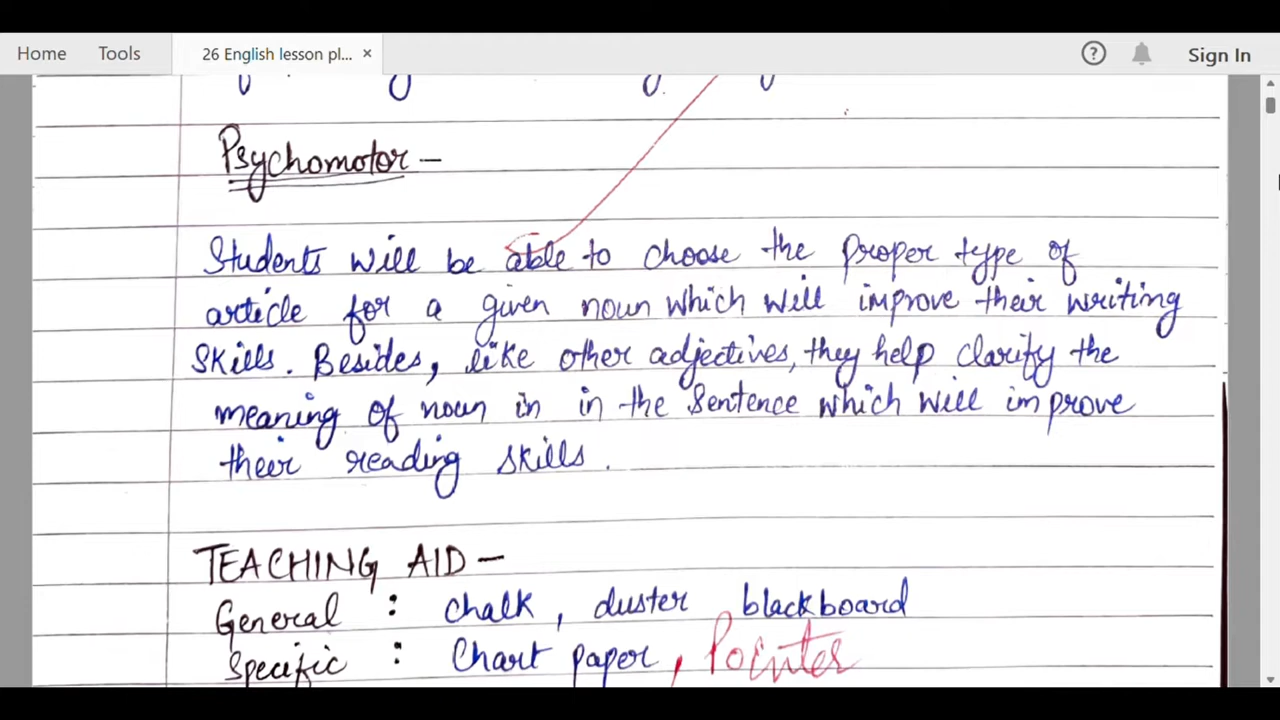 Home Tools 26 English lesson pl... × ? Sign In
Psychomotor –
Students will be able to choose the proper type of
article for a given noun which will improve their writing
skills. Besides, like other adjectives, they help clarify the
meaning of noun in in the sentence which will improve
their reading skills.
TEACHING AID –
General : chalk, duster blackboard
Specific : Chart paper, Pointer